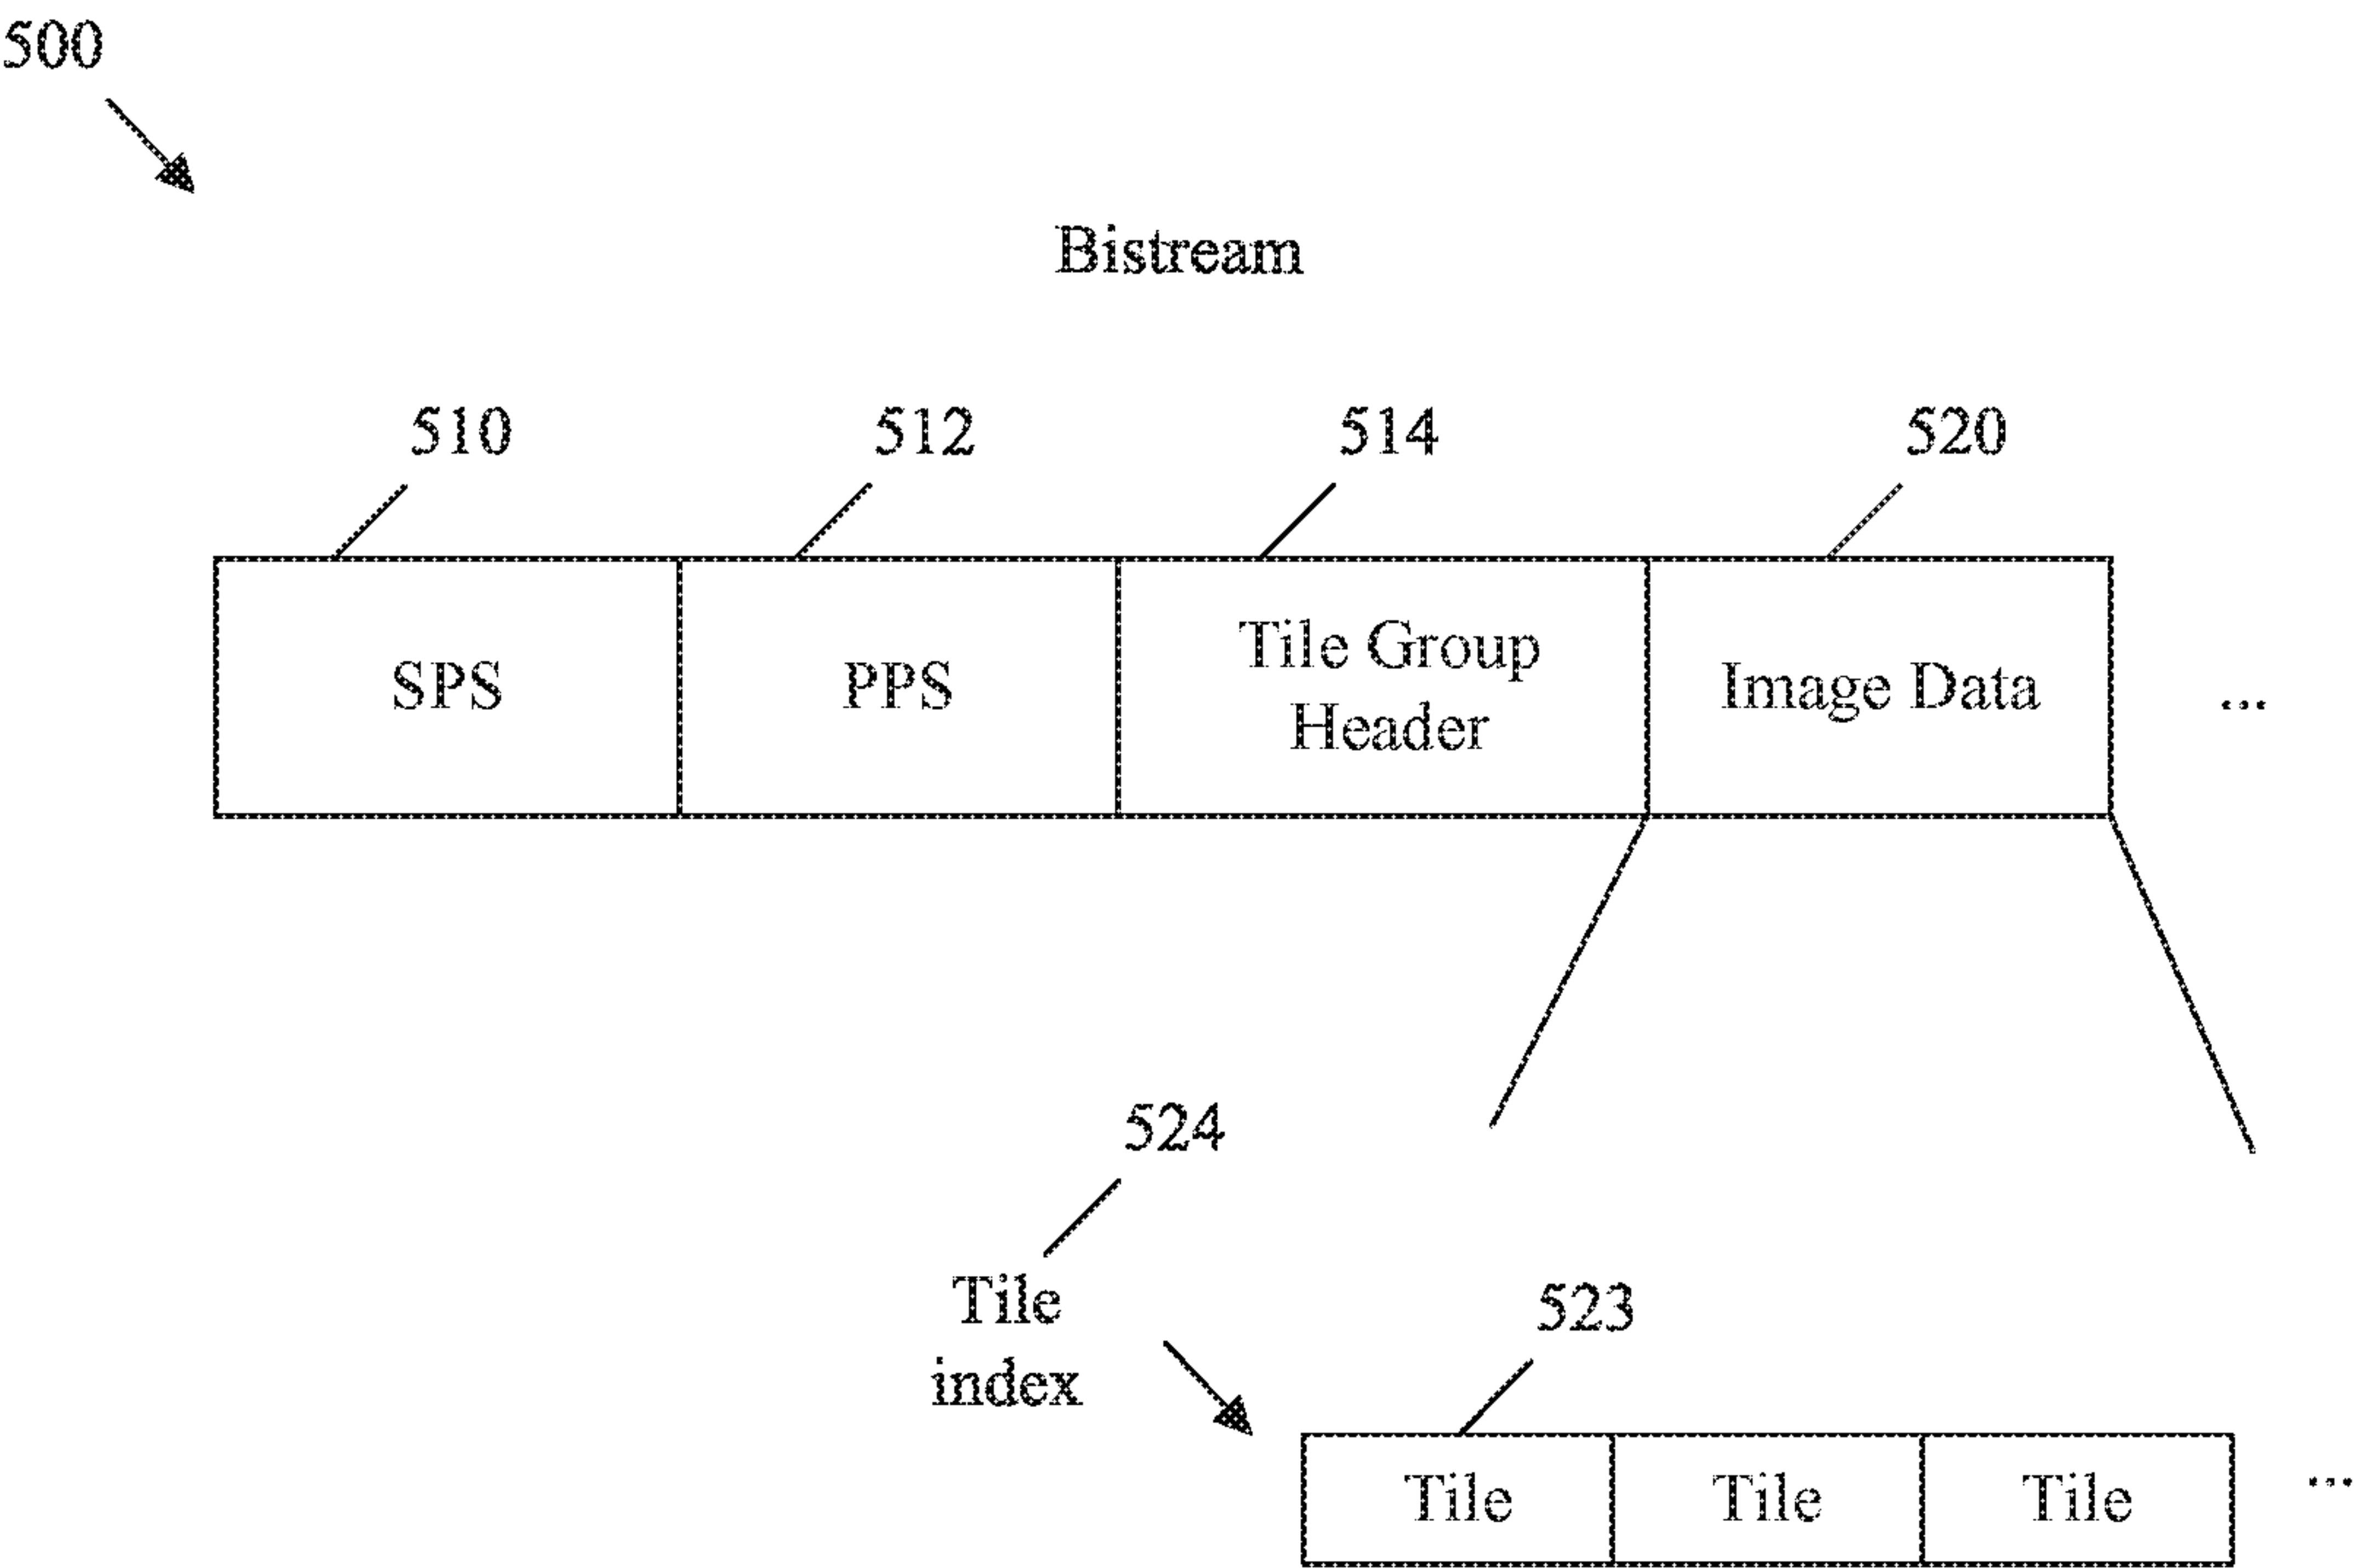 500
Bistream
510
512
514
520
SPS
PPS
Tile Group
Header
Image Data
...
524
Tile
index
523
Tile
Tile
Tile
...